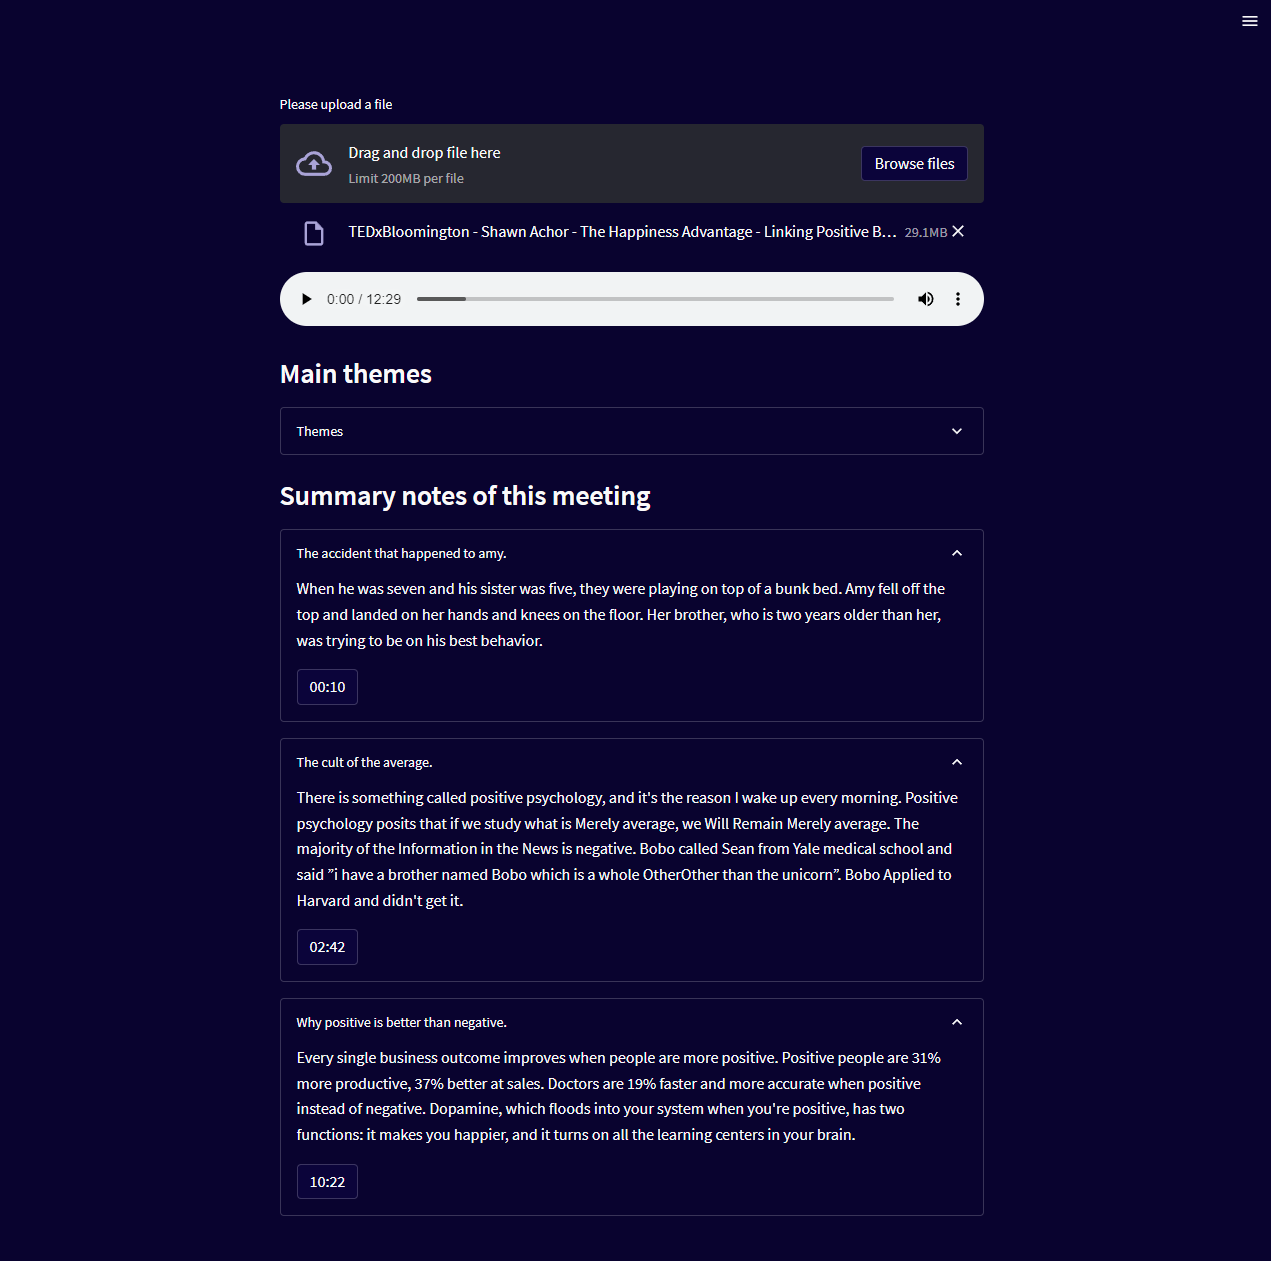 Please upload a file
Drag and drop file here
Limit 200MB per file
Browse files
TEDxBloomington - Shawn Achor - The Happiness Advantage - Linking Positive B... 29.1MB
0:00 / 12:29
Main themes
Themes
Summary notes of this meeting
The accident that happened to amy.
When he was seven and his sister was five, they were playing on top of a bunk bed. Amy fell off the
top and landed on her hands and knees on the floor. Her brother, who is two years older than her,
was trying to be on his best behavior.
00:10
The cult of the average.
There is something called positive psychology, and it's the reason I wake up every morning. Positive
psychology posits that if we study what is Merely average, we Will Remain Merely average. The
majority of the Information in the News is negative. Bobo called Sean from Yale medical school and
said ”i have a brother named Bobo which is a whole OtherOther than the unicorn”. Bobo Applied to
Harvard and didn't get it.
02:42
Why positive is better than negative.
Every single business outcome improves when people are more positive. Positive people are 31%
more productive, 37% better at sales. Doctors are 19% faster and more accurate when positive
instead of negative. Dopamine, which floods into your system when you're positive, has two
functions: it makes you happier, and it turns on all the learning centers in your brain.
10:22